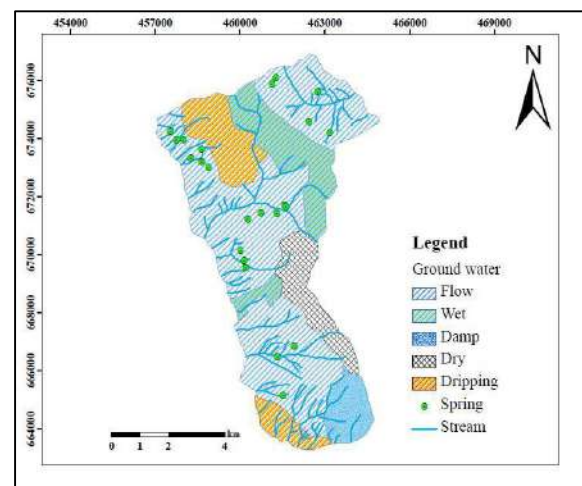 454000 457000 460000 463000 466000 469000
N
676000
674000
672000
670000
668000
666000
664000
Legend
Ground water
Flow
Wet
Damp
Dry
Dripping
Spring
Stream
km
0 1 2 4